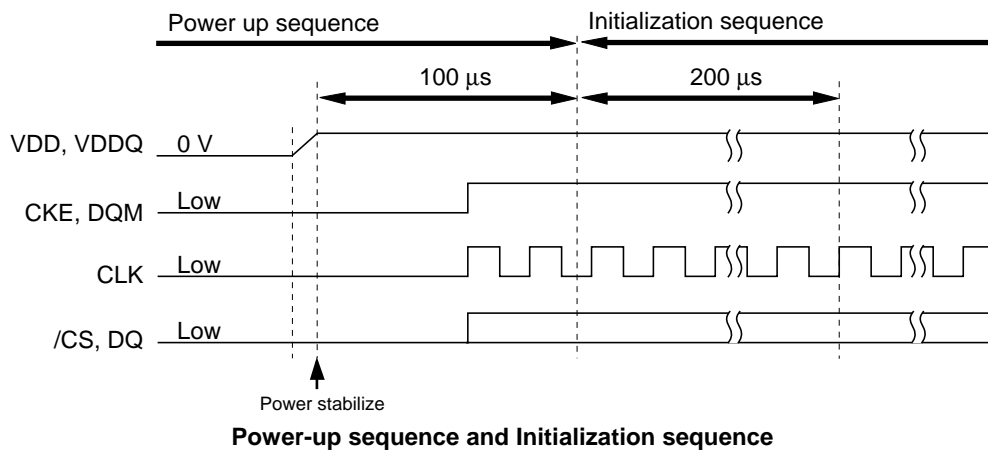 Power up sequence
Initialization sequence
100 μs
200 μs
VDD, VDDQ
0 V
CKE, DQM
Low
CLK
Low
/CS, DQ
Low
Power stabilize
Power-up sequence and Initialization sequence